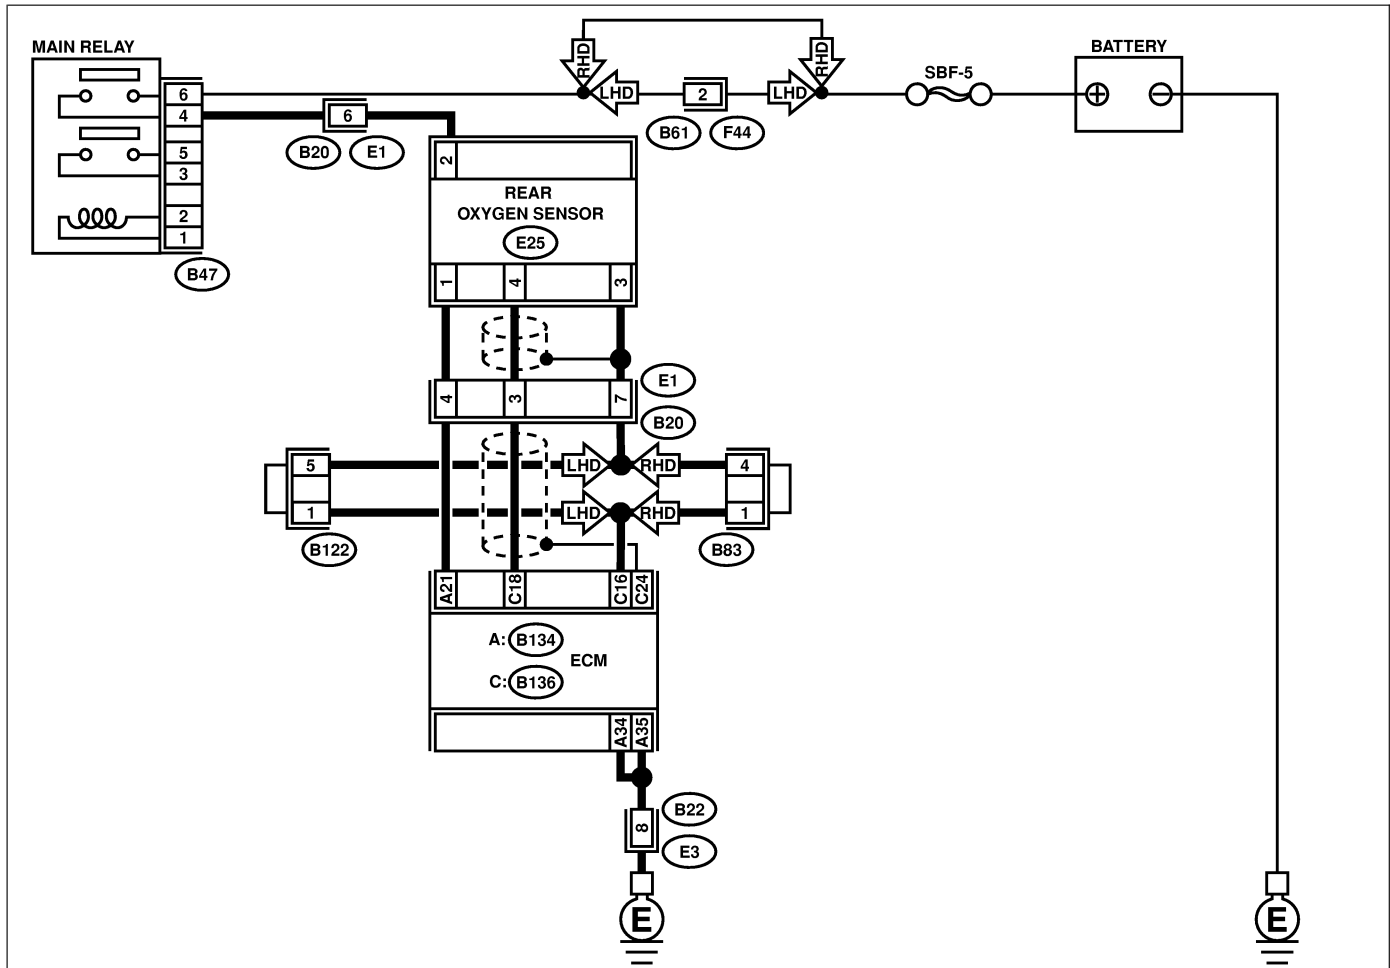 MAIN RELAY
BATTERY
SBF-5
RHD
RHD
LHD
LHD
6
4
5
3
2
1
B47
6
B20
E1
2
B61
F44
2
REAR
OXYGEN SENSOR
E25
1
4
3
E1
4
3
7
B20
5
LHD
RHD
4
1
LHD
RHD
1
B122
B83
A21
C18
C16
C24
A: B134
ECM
C: B136
A34
A35
B22
8
E3
E
E